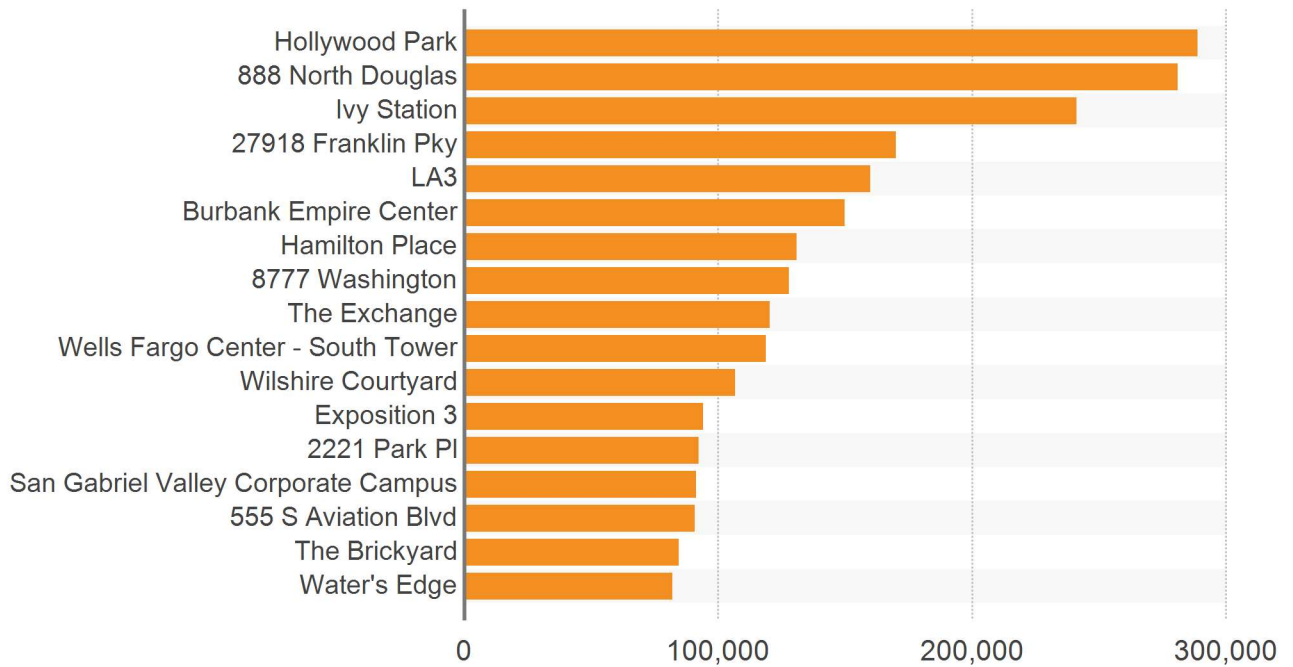 Hollywood Park
888 North Douglas
Ivy Station
27918 Franklin Pky
LA3
Burbank Empire Center
Hamilton Place
8777 Washington
The Exchange
Wells Fargo Center - South Tower
Wilshire Courtyard
Exposition 3
2221 Park Pl
San Gabriel Valley Corporate Campus
555 S Aviation Blvd
The Brickyard
Water's Edge
0 100,000 200,000 300,000